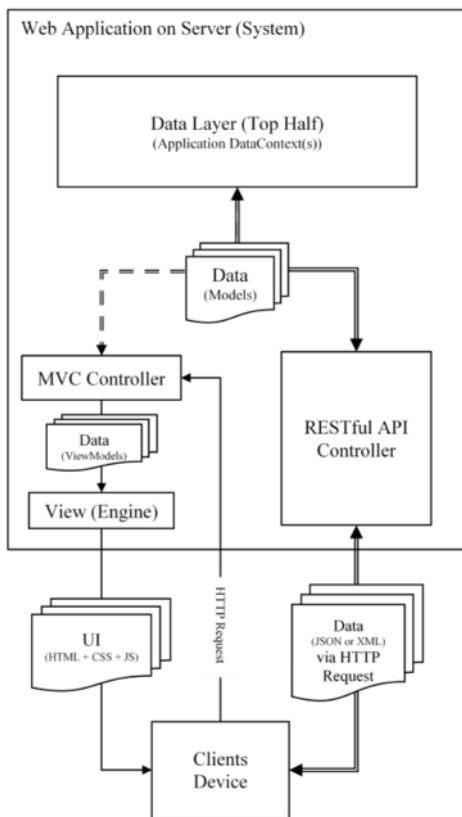 Web Application on Server (System)
Data Layer (Top Half)
(Application DataContext(s))
Data
(Models)
MVC Controller
RESTful API
Controller
Data
(ViewModels)
View (Engine)
HTTP Request
UI
(HTML + CSS + JS)
Data
(JSON or XML)
via HTTP
Request
Clients
Device